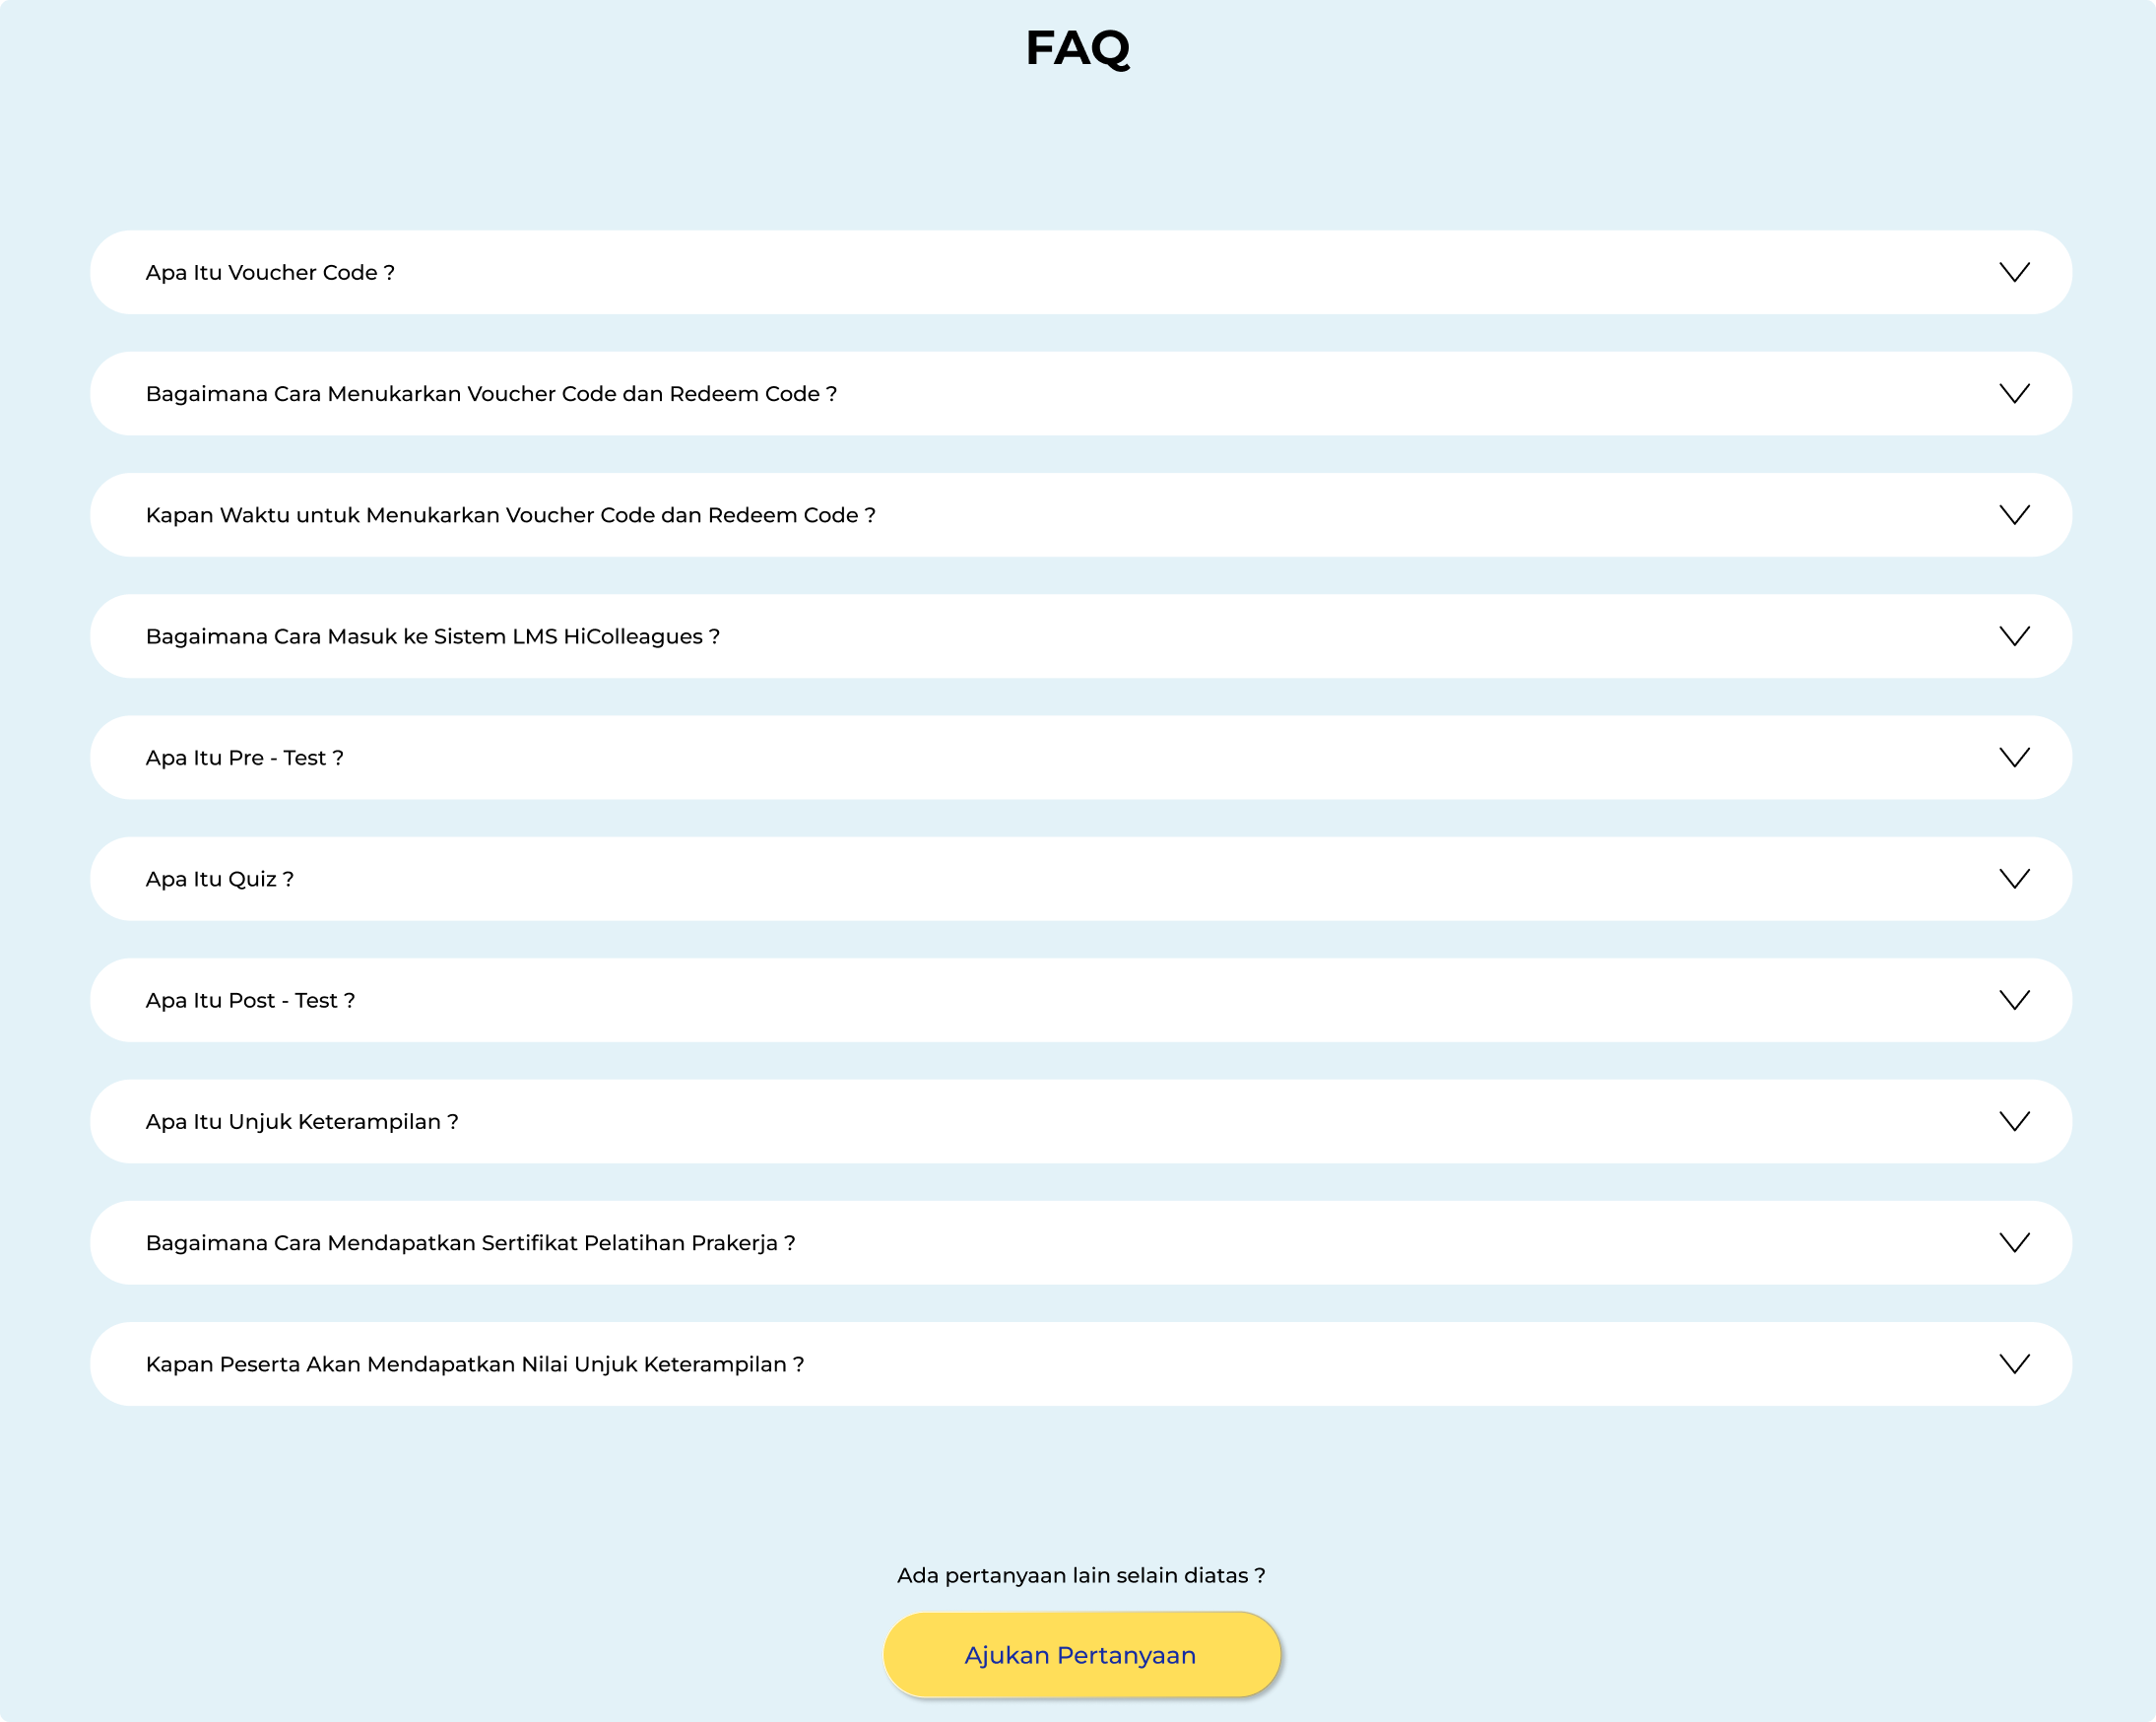 FAQ
Apa Itu Voucher Code ?
Bagaimana Cara Menukarkan Voucher Code dan Redeem Code ?
Kapan Waktu untuk Menukarkan Voucher Code dan Redeem Code ?
Bagaimana Cara Masuk ke Sistem LMS HiColleagues ?
Apa Itu Pre - Test ?
Apa Itu Quiz ?
Apa Itu Post - Test ?
Apa Itu Unjuk Keterampilan ?
Bagaimana Cara Mendapatkan Sertifikat Pelatihan Prakerja ?
Kapan Peserta Akan Mendapatkan Nilai Unjuk Keterampilan ?
Ada pertanyaan lain selain diatas ?
Ajukan Pertanyaan